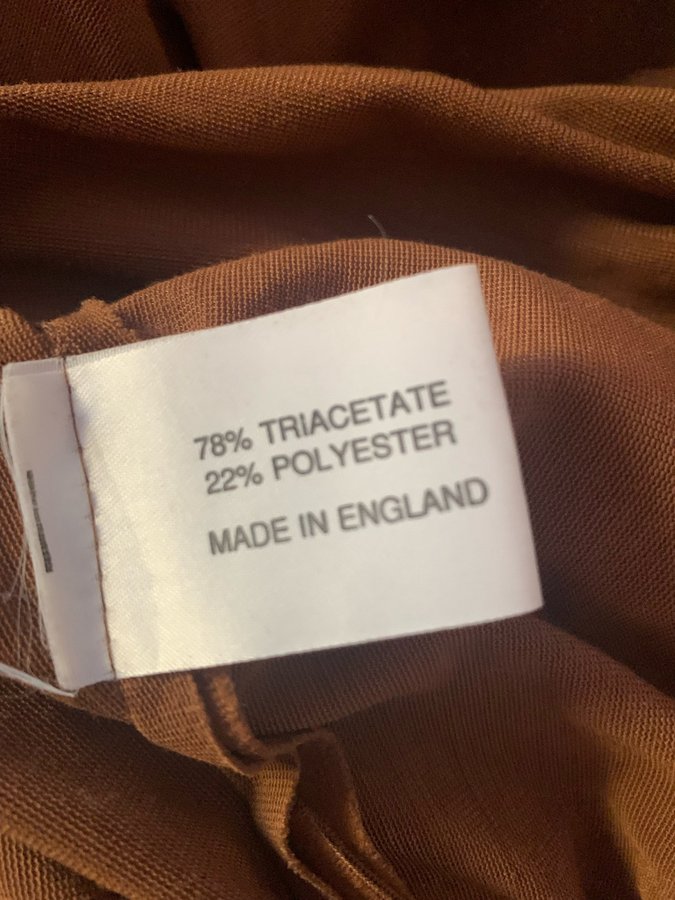 78% TRIACETATE
22% POLYESTER
MADE IN ENGLAND